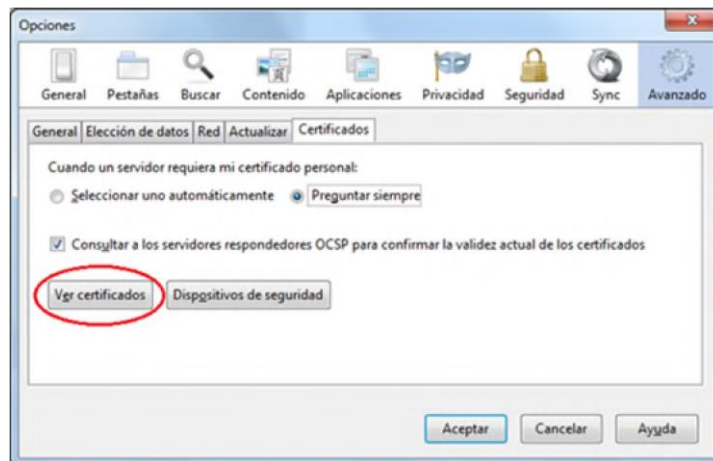 Opciones
General Pestañas Buscar Contenido Aplicaciones Privacidad Seguridad Sync Avanzado
General Elección de datos Red Actualizar Certificados
Cuando un servidor requiera mi certificado personal:
Seleccionar uno automáticamente Preguntar siempre
Consultar a los servidores respondedores OCSP para confirmar la validez actual de los certificados
Ver certificados Dispositivos de seguridad
Aceptar Cancelar Ayuda